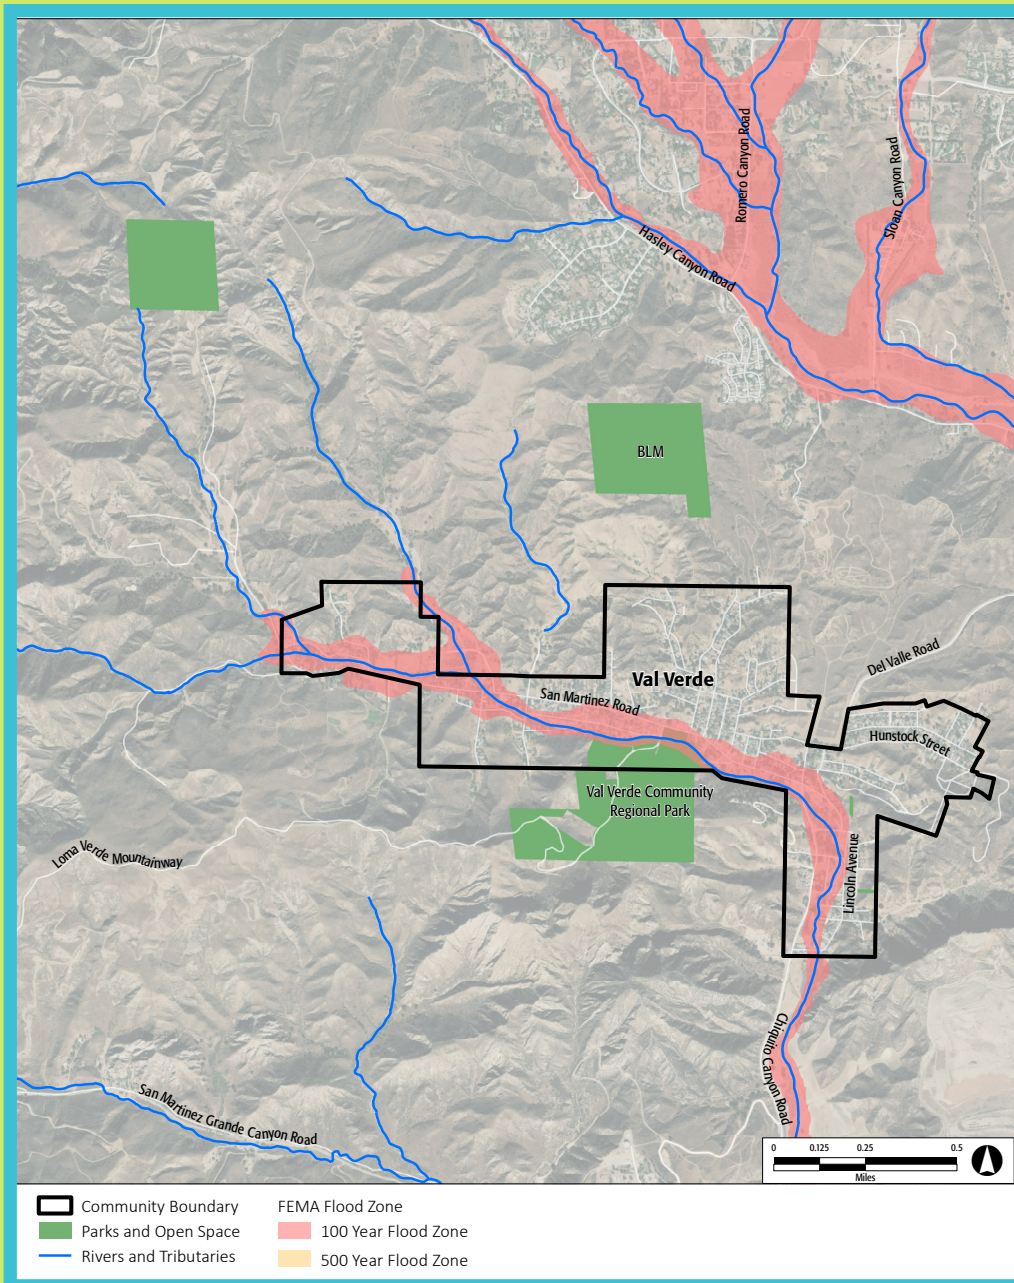 Romero Canyon Road
Sloan Canyon Road
Hasley Canyon Road
BLM
Del Valle Road
Val Verde
San Martinez Road
Hunstock Street
Val Verde Community
Regional Park
Loma Verde Mountainway
Lincoln Avenue
Chiquito Canyon Road
San Martinez Grande Canyon Road
0 0.125 0.25 0.5
Miles
Community Boundary
Parks and Open Space
Rivers and Tributaries
FEMA Flood Zone
100 Year Flood Zone
500 Year Flood Zone